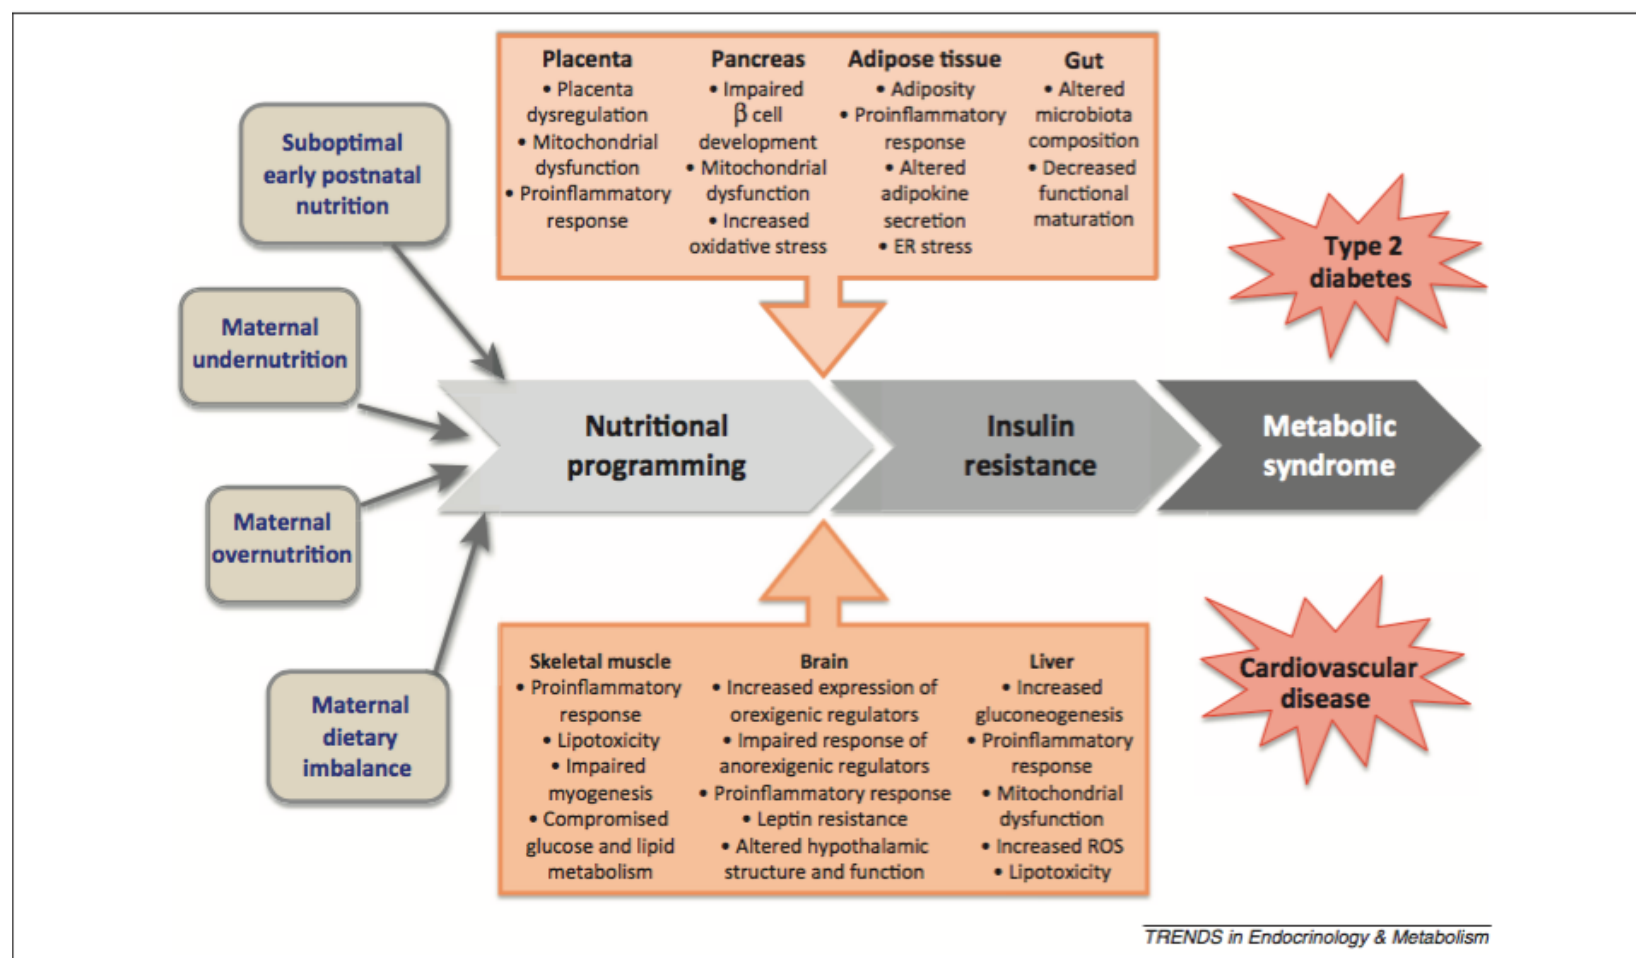 Placenta
• Placenta
dysregulation
• Mitochondrial
dysfunction
• Proinflammatory
response
Pancreas
• Impaired
β cell
development
• Mitochondrial
dysfunction
• Increased
oxidative stress
Adipose tissue
• Adiposity
• Proinflammatory
response
• Altered
adipokine
secretion
• ER stress
Gut
• Altered
microbiota
composition
• Decreased
functional
maturation
Suboptimal
early postnatal
nutrition
Maternal
undernutrition
Maternal
overnutrition
Maternal
dietary
imbalance
Nutritional
programming
Insulin
resistance
Metabolic
syndrome
Type 2
diabetes
Cardiovascular
disease
Skeletal muscle
• Proinflammatory
response
• Lipotoxicity
• Impaired
myogenesis
• Compromised
glucose and lipid
metabolism
Brain
• Increased expression of
orexigenic regulators
• Impaired response of
anorexigenic regulators
• Proinflammatory response
• Leptin resistance
• Altered hypothalamic
structure and function
Liver
• Increased
gluconeogenesis
• Proinflammatory
response
• Mitochondrial
dysfunction
• Increased ROS
• Lipotoxicity
TRENDS in Endocrinology & Metabolism